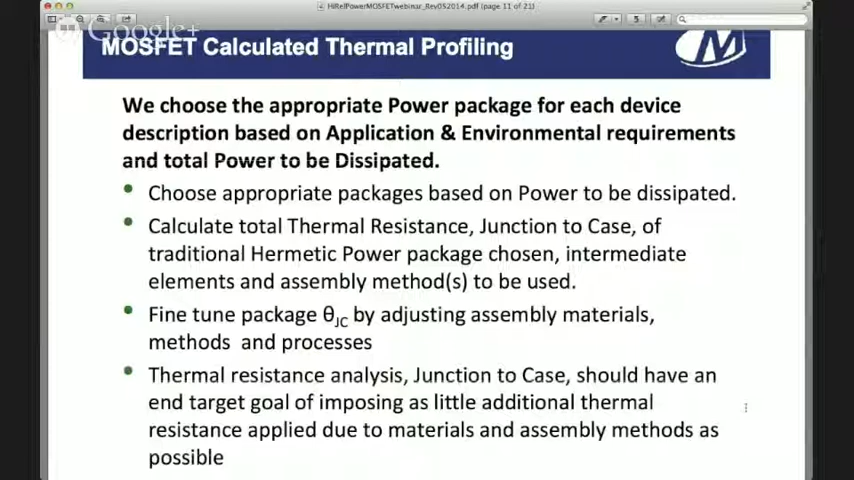 HiRelPowerMOSFETwebinar_Rev052014.pdf (page 11 of 21)
Google+
MOSFET Calculated Thermal Profiling
M
We choose the appropriate Power package for each device
description based on Application & Environmental requirements
and total Power to be Dissipated.
• Choose appropriate packages based on Power to be dissipated.
• Calculate total Thermal Resistance, Junction to Case, of
traditional Hermetic Power package chosen, intermediate
elements and assembly method(s) to be used.
• Fine tune package θJC by adjusting assembly materials,
methods and processes
• Thermal resistance analysis, Junction to Case, should have an
end target goal of imposing as little additional thermal
resistance applied due to materials and assembly methods as
possible